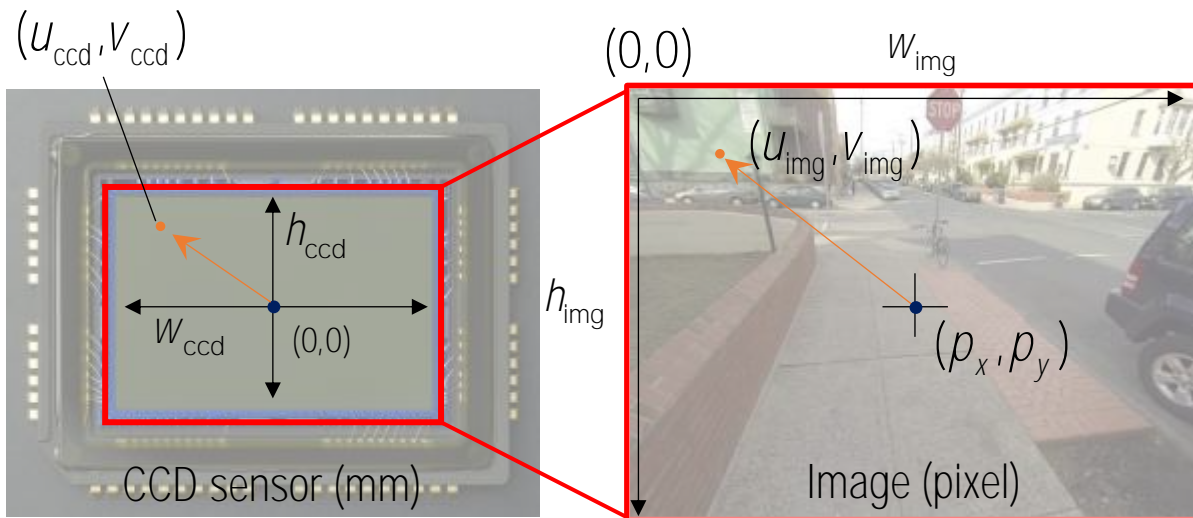 (u_ccd, v_ccd)
(0,0)
w_img
STOP
(u_img, v_img)
h_ccd
w_ccd
(0,0)
h_img
(p_x, p_y)
CCD sensor (mm)
Image (pixel)